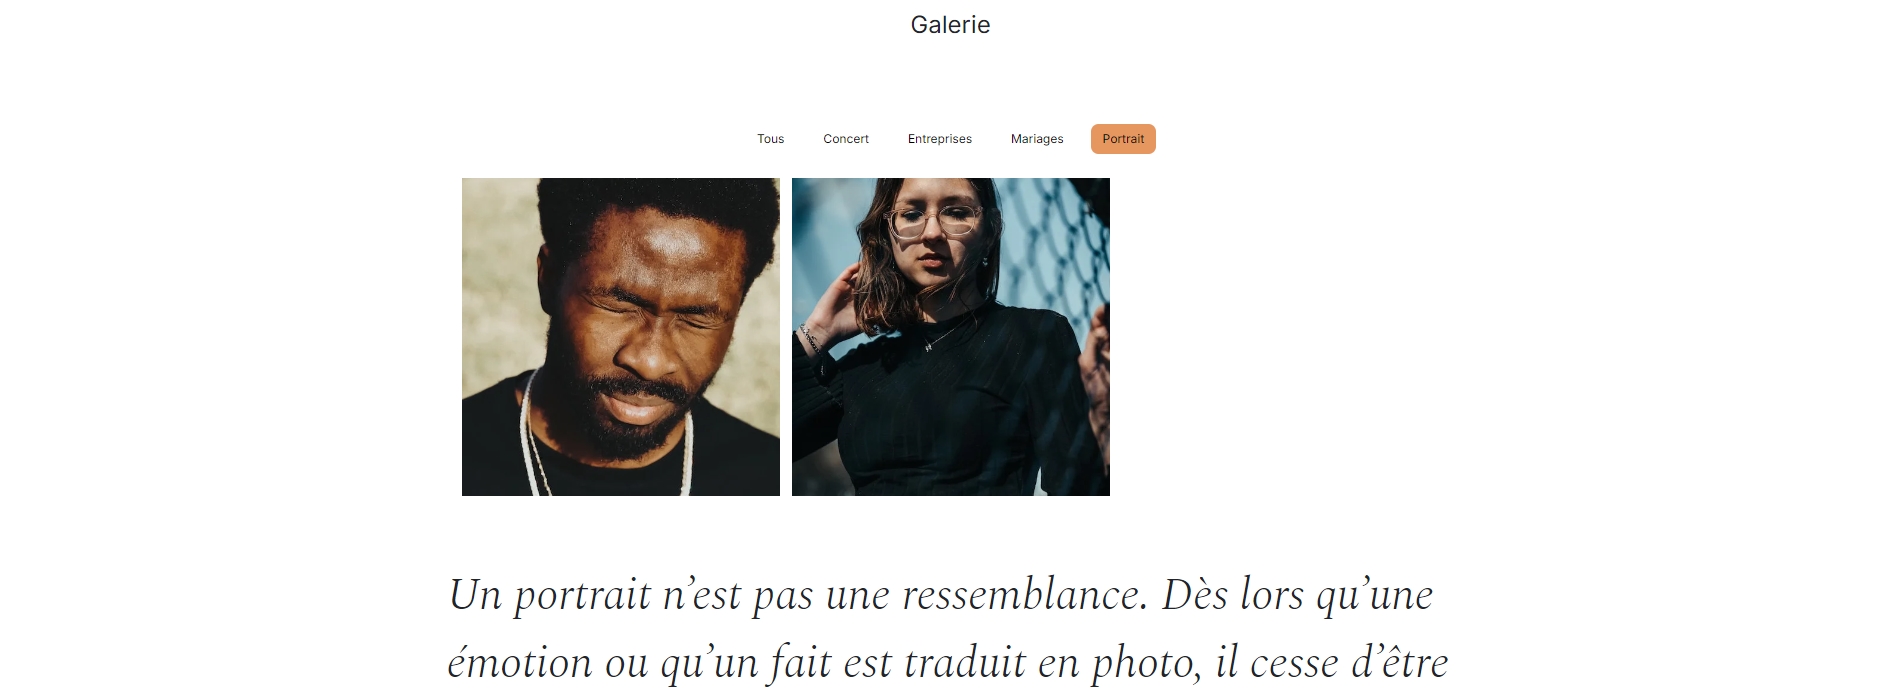 Galerie
Tous Concert Entreprises Mariages Portrait
Un portrait n’est pas une ressemblance. Dès lors qu’une
émotion ou qu’un fait est traduit en photo, il cesse d’être